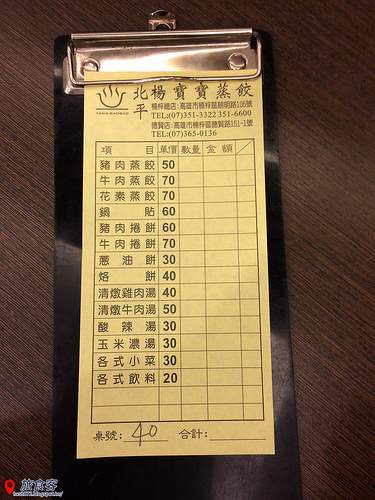 北平楊寶寶蒸餃
YANG-BAOBAO
楠梓總店:高雄市楠梓區朝明路106號
TEL:(07)351-3322 351-6600
德賢店:高雄市楠梓區德賢路151-1號
TEL:(07)365-0136
項目 單價 數量 金額
豬肉蒸餃 50
牛肉蒸餃 70
花素蒸餃 70
鍋貼 60
豬肉捲餅 60
牛肉捲餅 70
蔥油餅 30
烙餅 40
清燉雞肉湯 40
清燉牛肉湯 50
酸辣湯 30
玉米濃湯 30
各式小菜 30
各式飲料 20
桌號: 40 合計:
旅食客